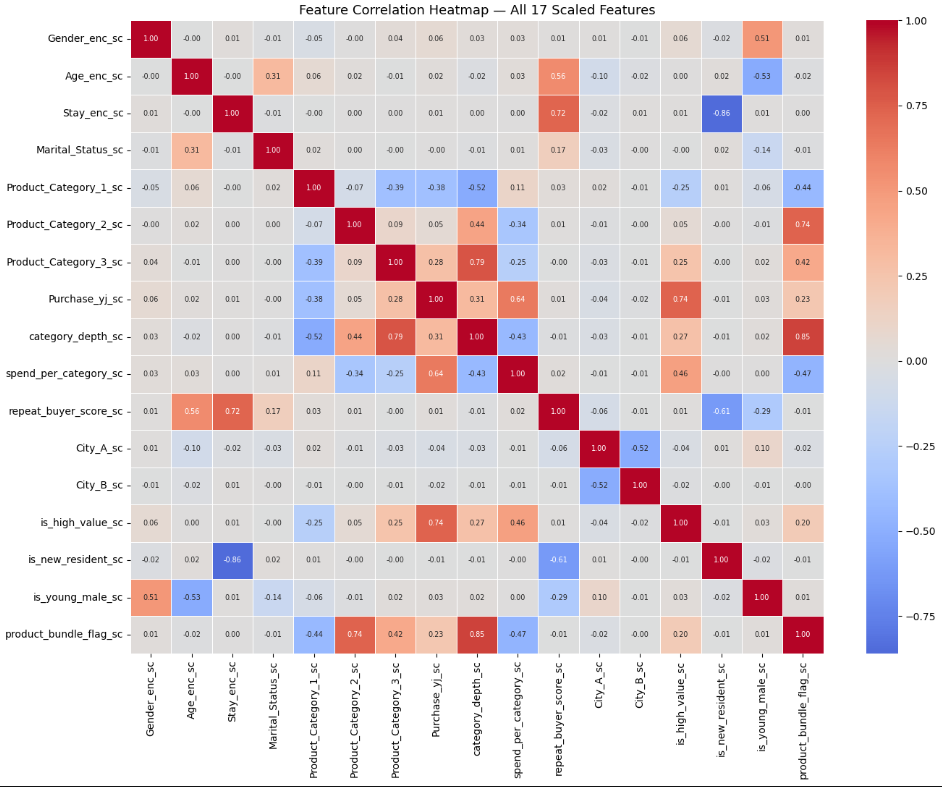 Feature Correlation Heatmap — All 17 Scaled Features
Gender_enc_sc 1.00 -0.00 0.01 -0.01 -0.05 -0.00 0.04 0.06 0.03 0.03 0.01 0.01 -0.01 0.06 -0.02 0.51 0.01
Age_enc_sc -0.00 1.00 -0.00 0.31 0.06 0.02 -0.01 0.02 -0.02 0.03 0.56 -0.10 -0.02 0.00 0.02 -0.53 -0.02
Stay_enc_sc 0.01 -0.00 1.00 -0.01 -0.00 0.00 0.00 0.01 0.00 0.00 0.72 -0.02 0.01 0.01 -0.86 0.01 0.00
Marital_Status_sc -0.01 0.31 -0.01 1.00 0.02 0.00 -0.00 -0.00 -0.01 0.01 0.17 -0.03 0.01 -0.00 0.02 -0.14 -0.01
Product_Category_1_sc -0.05 0.06 -0.00 0.02 1.00 -0.07 -0.39 -0.38 -0.52 0.11 0.03 0.02 -0.01 -0.25 0.01 -0.06 -0.44
Product_Category_2_sc -0.00 0.02 0.00 0.00 -0.07 1.00 0.09 0.05 0.44 -0.34 0.01 -0.01 -0.00 0.05 -0.00 -0.01 0.74
Product_Category_3_sc 0.04 -0.01 0.00 -0.00 -0.39 0.09 1.00 0.28 0.79 -0.25 -0.00 -0.03 -0.01 0.25 -0.00 0.02 0.42
Purchase_yj_sc 0.06 0.02 0.01 -0.00 -0.38 0.05 0.28 1.00 0.31 0.64 0.01 -0.04 -0.02 0.74 -0.01 0.03 0.23
category_depth_sc 0.03 -0.02 0.00 -0.01 -0.52 0.44 0.79 0.31 1.00 -0.43 -0.01 -0.03 -0.01 0.27 -0.01 0.02 0.85
spend_per_category_sc 0.03 0.03 0.00 0.01 0.11 -0.34 -0.25 0.64 -0.43 1.00 0.02 -0.01 -0.01 0.46 -0.00 0.00 -0.47
repeat_buyer_score_sc 0.01 0.56 0.72 0.17 0.03 0.01 -0.00 0.01 -0.01 0.02 1.00 -0.06 -0.01 0.01 -0.61 -0.29 -0.01
City_A_sc 0.01 -0.10 -0.02 -0.03 0.02 -0.01 -0.03 -0.04 -0.03 -0.01 -0.06 1.00 -0.52 -0.04 0.01 0.10 -0.02
City_B_sc -0.01 -0.02 0.01 0.01 -0.01 -0.00 -0.01 -0.02 -0.01 -0.01 -0.01 -0.52 1.00 -0.02 -0.00 -0.01 -0.00
is_high_value_sc 0.06 0.00 0.01 -0.00 -0.25 0.05 0.25 0.74 0.27 0.46 0.01 -0.04 -0.02 1.00 -0.01 0.03 0.20
is_new_resident_sc -0.02 0.02 -0.86 0.02 0.01 -0.00 -0.00 -0.01 -0.01 -0.00 -0.61 0.01 -0.00 -0.01 1.00 -0.02 -0.01
is_young_male_sc 0.51 -0.53 0.01 -0.14 -0.06 -0.01 0.02 0.03 0.02 0.00 -0.29 0.10 -0.01 0.03 -0.02 1.00 0.01
product_bundle_flag_sc 0.01 -0.02 0.00 -0.01 -0.44 0.74 0.42 0.23 0.85 -0.47 -0.01 -0.02 -0.00 0.20 -0.01 0.01 1.00
Gender_enc_sc
Age_enc_sc
Stay_enc_sc
Marital_Status_sc
Product_Category_1_sc
Product_Category_2_sc
Product_Category_3_sc
Purchase_yj_sc
category_depth_sc
spend_per_category_sc
repeat_buyer_score_sc
City_A_sc
City_B_sc
is_high_value_sc
is_new_resident_sc
is_young_male_sc
product_bundle_flag_sc
1.00
0.75
0.50
0.25
0.00
-0.25
-0.50
-0.75